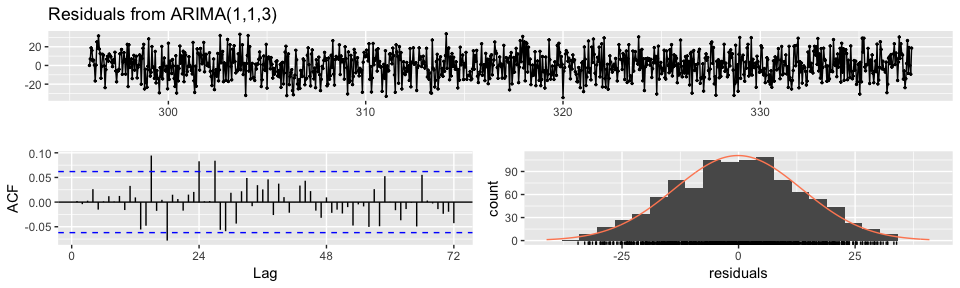 Residuals from ARIMA(1,1,3)
20
0
-20
300 310 320 330
0.10
0.05
0.00
-0.05
ACF
0 24 48 72
Lag
90
60
30
0
count
-25 0 25
residuals